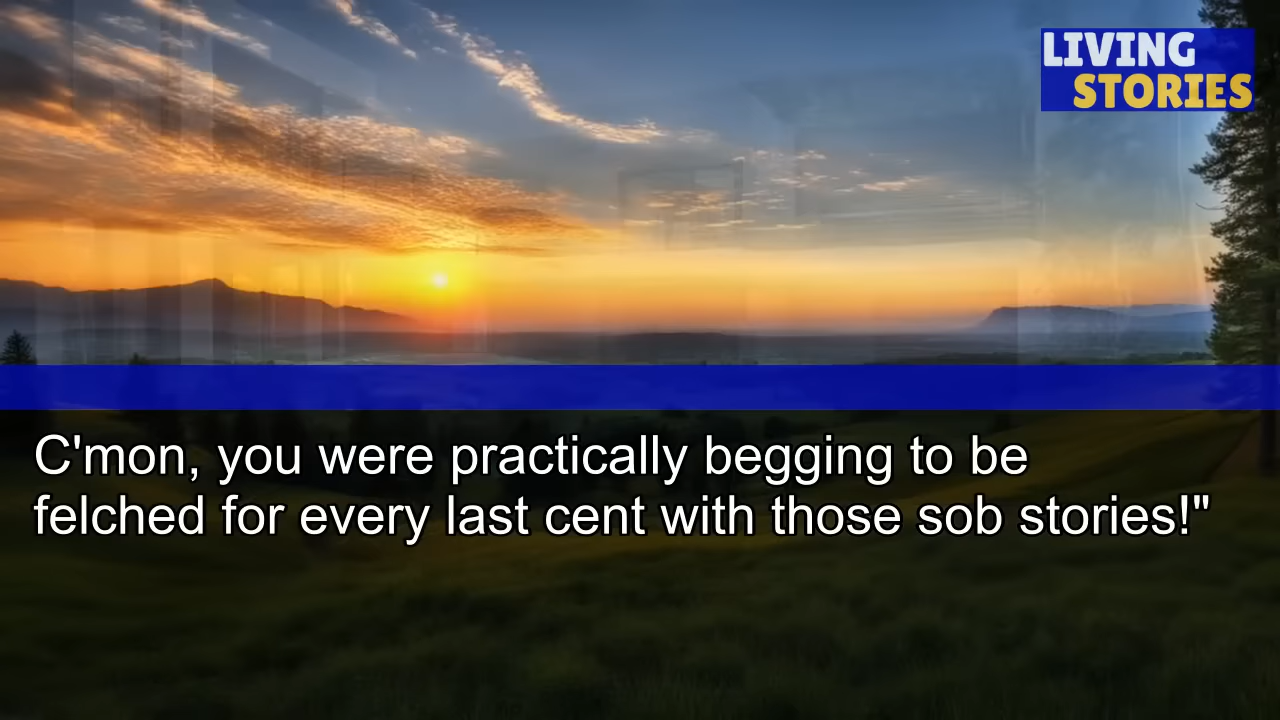 LIVING
STORIES
C'mon, you were practically begging to be
felched for every last cent with those sob stories!"